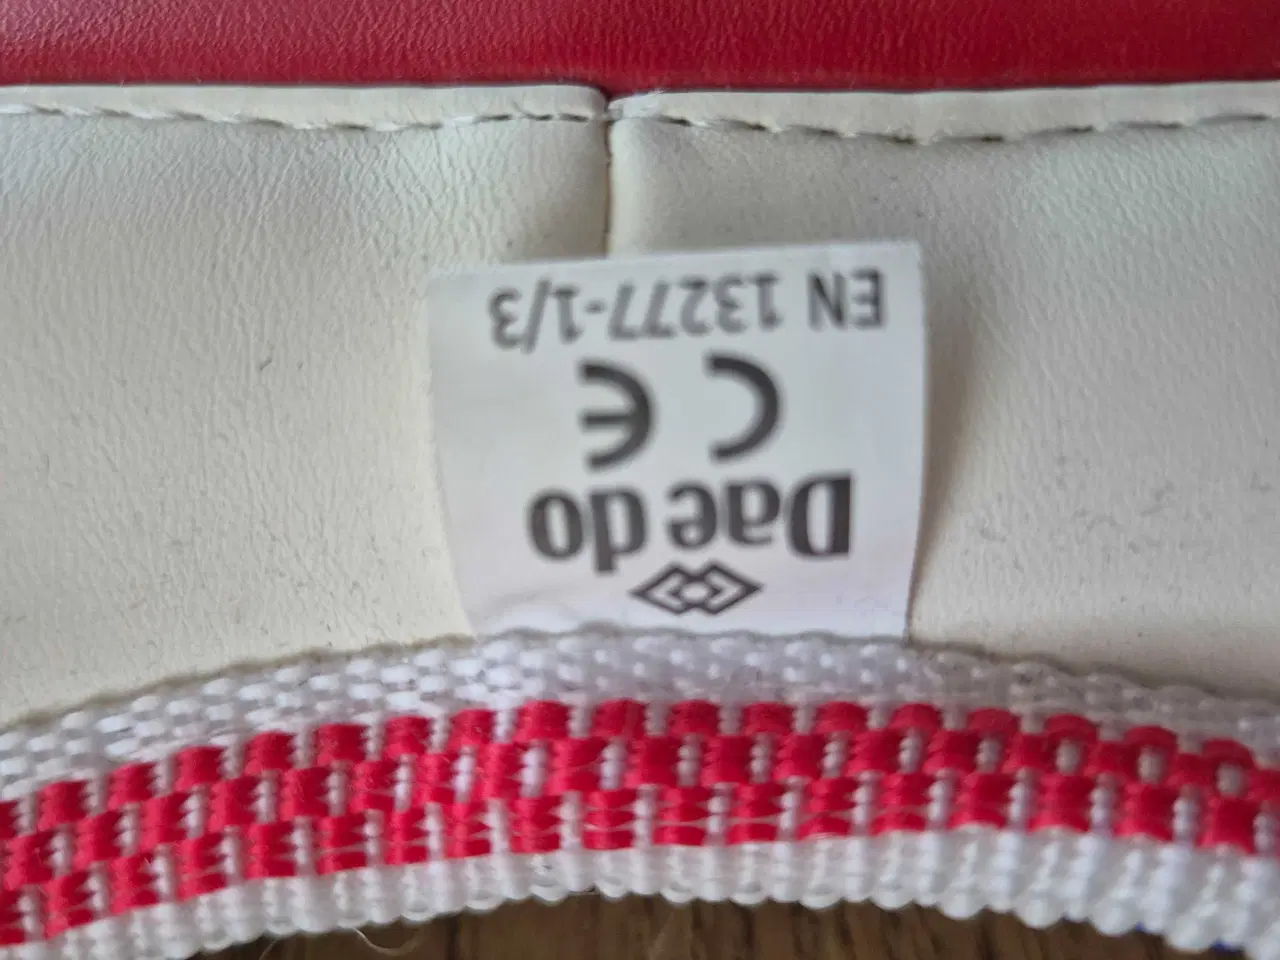 Dae do
CE
EN 13277-1/3